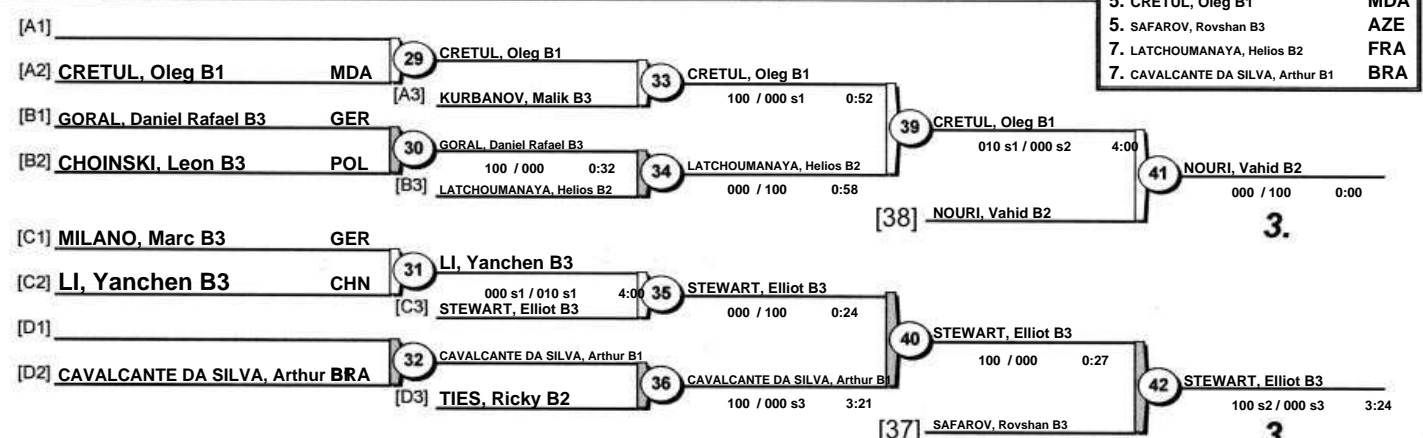 5. CRETUL, Oleg B1 MDA
5. SAFAROV, Rovshan B3 AZE
7. LATCHOUMANAYA, Helios B2 FRA
7. CAVALCANTE DA SILVA, Arthur B1 BRA
[A1]
29
CRETUL, Oleg B1
[A2] CRETUL, Oleg B1 MDA
33
CRETUL, Oleg B1
[A3] KURBANOV, Malik B3
100 / 000 s1 0:52
[B1] GORAL, Daniel Rafael B3 GER
39
CRETUL, Oleg B1
30
GORAL, Daniel Rafael B3
010 s1 / 000 s2 4:00
[B2] CHOINSKI, Leon B3 POL
100 / 000 0:32
34
LATCHOUMANAYA, Helios B2
41
NOURI, Vahid B2
[B3] LATCHOUMANAYA, Helios B2
000 / 100 0:58
000 / 100 0:00
[38] NOURI, Vahid B2
3.
[C1] MILANO, Marc B3 GER
31
LI, Yanchen B3
[C2] LI, Yanchen B3 CHN
000 s1 / 010 s1 4:00
35
STEWART, Elliot B3
[C3] STEWART, Elliot B3
000 / 100 0:24
[D1]
40
STEWART, Elliot B3
32
CAVALCANTE DA SILVA, Arthur B1
100 / 000 0:27
[D2] CAVALCANTE DA SILVA, Arthur B1 BRA
36
CAVALCANTE DA SILVA, Arthur B1
42
STEWART, Elliot B3
[D3] TIES, Ricky B2
100 / 000 s3 3:21
100 s2 / 000 s3 3:24
[37] SAFAROV, Rovshan B3
3.